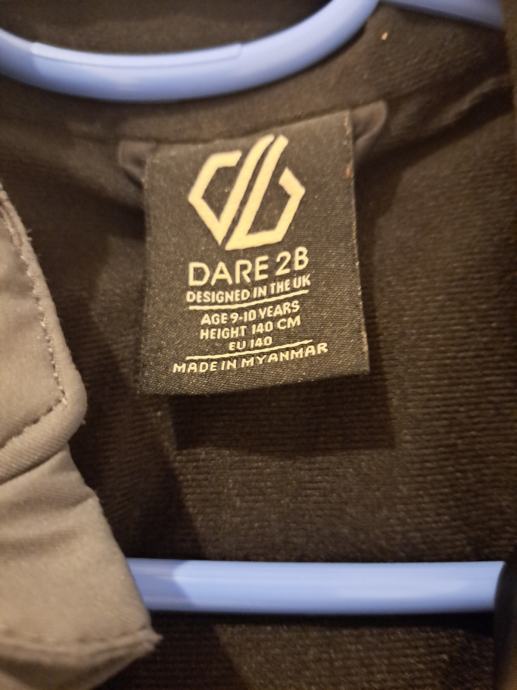 DARE 2B
DESIGNED IN THE UK
AGE 9-10 YEARS
HEIGHT 140 CM
EU 140
MADE IN MYANMAR